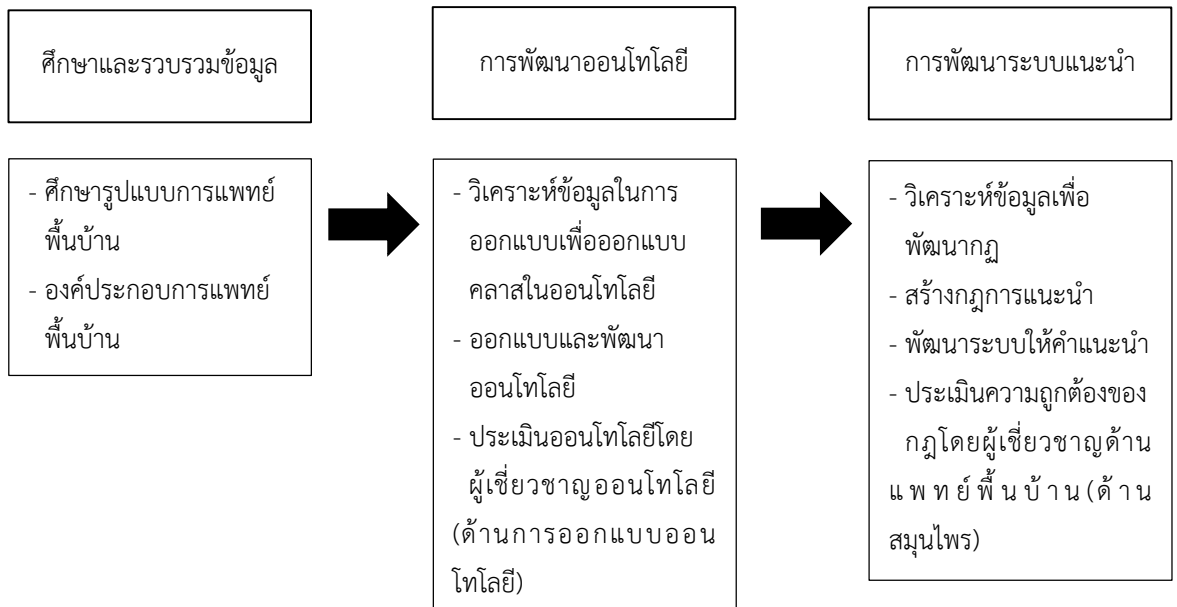 ศึกษาและรวบรวมข้อมูล
- ศึกษารูปแบบการแพทย์
พื้นบ้าน
- องค์ประกอบการแพทย์
พื้นบ้าน
การพัฒนาออนโทโลยี
- วิเคราะห์ข้อมูลในการ
ออกแบบเพื่อออกแบบ
คลาสในออนโทโลยี
- ออกแบบและพัฒนา
ออนโทโลยี
- ประเมินออนโทโลยีโดย
ผู้เชี่ยวชาญออนโทโลยี
(ด้านการออกแบบออน
โทโลยี)
การพัฒนาระบบแนะนำ
- วิเคราะห์ข้อมูลเพื่อ
พัฒนากฏ
- สร้างกฎการแนะนำ
- พัฒนาระบบให้คำแนะนำ
- ประเมินความถูกต้องของ
กฎโดยผู้เชี่ยวชาญด้าน
แพทย์พื้นบ้าน(ด้าน
สมุนไพร)